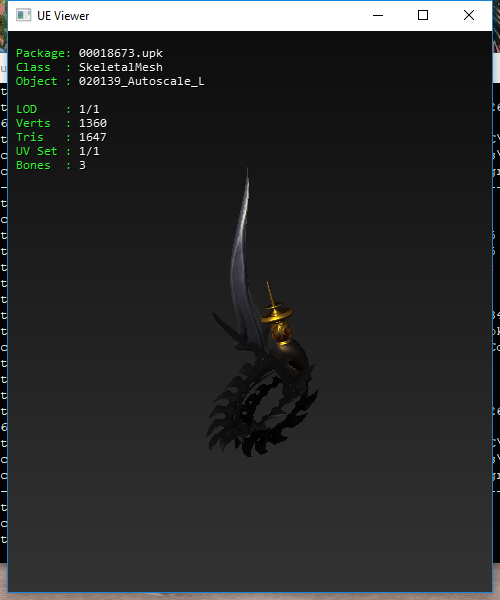 UE Viewer
Package: 00018673.upk
Class : SkeletalMesh
Object : 020139_Autoscale_L
LOD : 1/1
Verts : 1360
Tris : 1647
UV Set : 1/1
Bones : 3